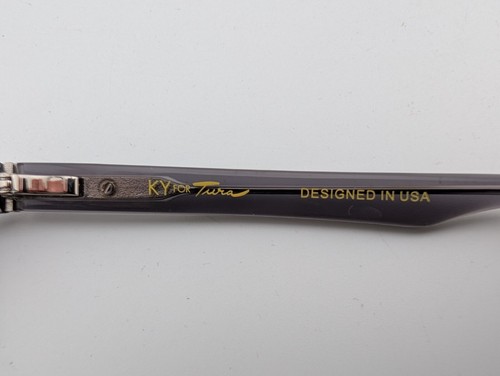 KY FOR Tura DESIGNED IN USA